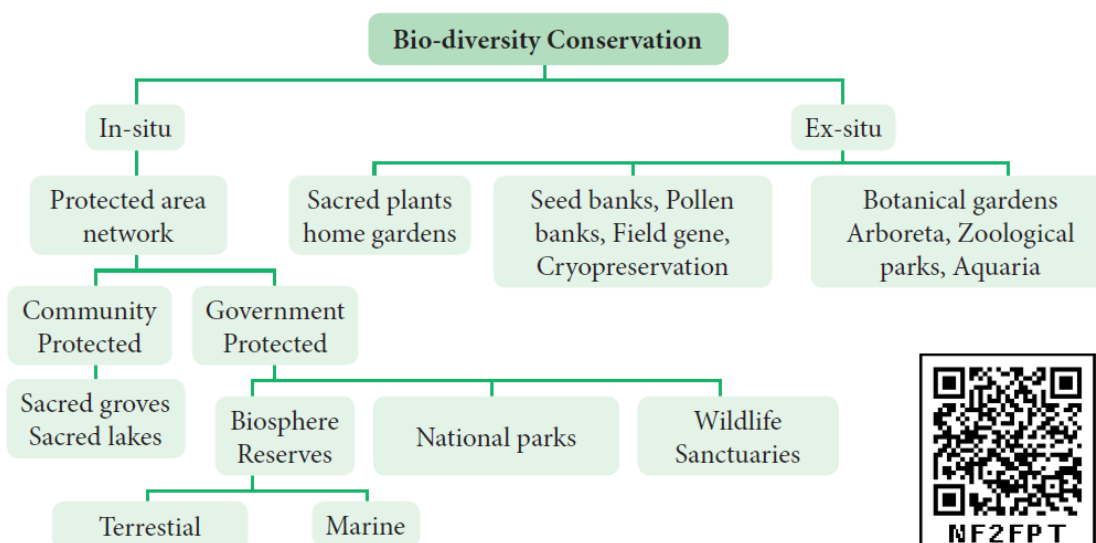 Bio-diversity Conservation
In-situ
Ex-situ
Protected area
network
Sacred plants
home gardens
Seed banks, Pollen
banks, Field gene,
Cryopreservation
Botanical gardens
Arboreta, Zoological
parks, Aquaria
Community
Protected
Government
Protected
Sacred groves
Sacred lakes
Biosphere
Reserves
National parks
Wildlife
Sanctuaries
Terrestial
Marine
NF2FPT